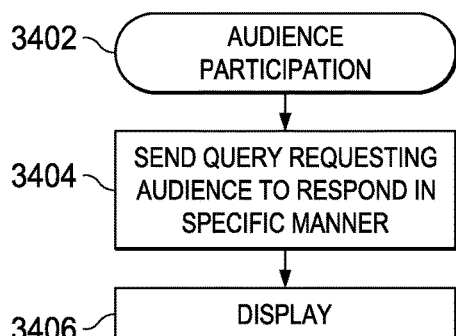 3402
AUDIENCE
PARTICIPATION
3404
SEND QUERY REQUESTING
AUDIENCE TO RESPOND IN
SPECIFIC MANNER
3406
DISPLAY